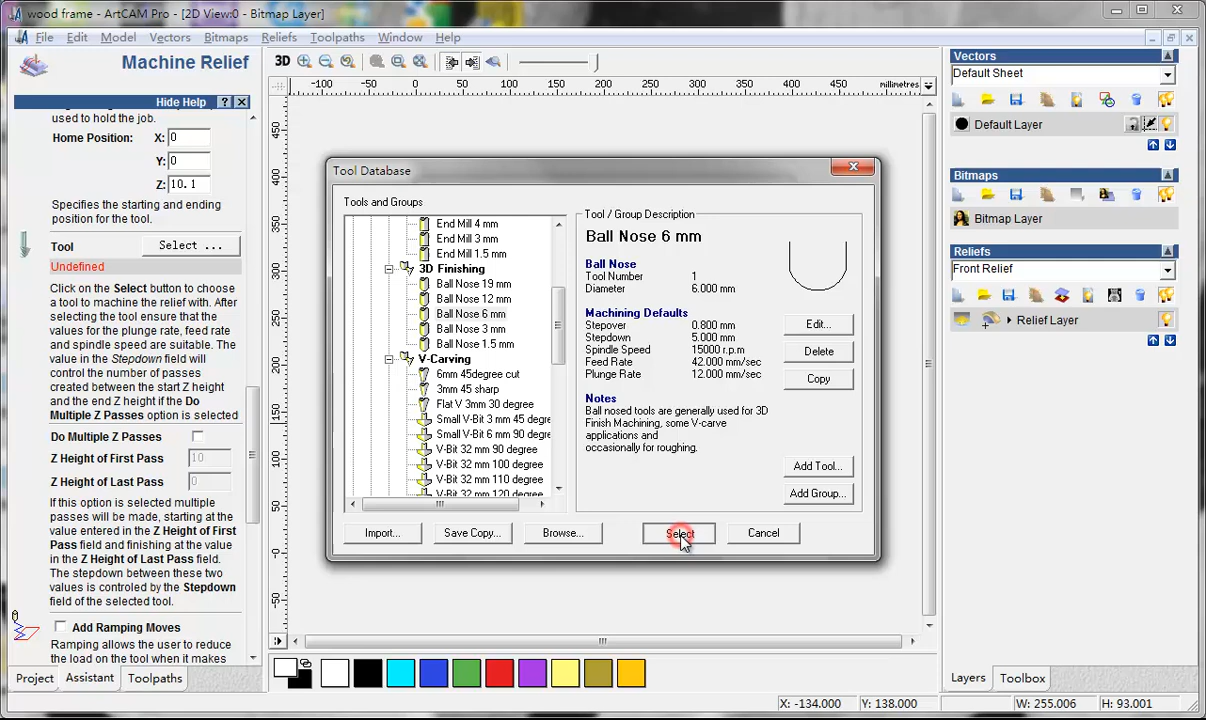 wood frame - ArtCAM Pro - [2D View:0 - Bitmap Layer]
File Edit Model Vectors Bitmaps Reliefs Toolpaths Window Help
Machine Relief
Hide Help ? X
used to hold the job.
Home Position: X: 0
Y: 0
Z: 10.1
Specifies the starting and ending
position for the tool.
Tool Select ...
Undefined
Click on the Select button to choose
a tool to machine the relief with. After
selecting the tool ensure that the
values for the plunge rate, feed rate
and spindle speed are suitable. The
value in the Stepdown field will
control the number of passes
created between the start Z height
and the end Z height if the Do
Multiple Z Passes option is selected
Do Multiple Z Passes
Z Height of First Pass 10
Z Height of Last Pass 0
If this option is selected multiple
passes will be made, starting at the
value entered in the Z Height of First
Pass field and finishing at the value
in the Z Height of Last Pass field.
The stepdown between these two
values is controled by the Stepdown
field of the selected tool.
Add Ramping Moves
Ramping allows the user to reduce
the load on the tool when it makes
Project Assistant Toolpaths
3D
100 50 0 50 100 150 200 250 300 350 400 450 millimetres
450
400
350
300
250
200
150
100
50
0
-50
Tool Database
Tools and Groups
End Mill 4 mm
End Mill 3 mm
End Mill 1.5 mm
3D Finishing
Ball Nose 19 mm
Ball Nose 12 mm
Ball Nose 6 mm
Ball Nose 3 mm
Ball Nose 1.5 mm
V-Carving
6mm 45degree cut
3mm 45 sharp
Flat V 3mm 30 degree
Small V-Bit 3 mm 45 degre
Small V-Bit 6 mm 90 degre
V-Bit 32 mm 90 degree
V-Bit 32 mm 100 degree
V-Bit 32 mm 110 degree
V-Bit 32 mm 120 degree
Tool / Group Description
Ball Nose 6 mm
Ball Nose
Tool Number 1
Diameter 6.000 mm
Machining Defaults
Stepover 0.800 mm
Stepdown 5.000 mm
Spindle Speed 15000 r.p.m
Feed Rate 42.000 mm/sec
Plunge Rate 12.000 mm/sec
Notes
Ball nosed tools are generally used for 3D
Finish Machining, some V-carve
applications and
occasionally for roughing.
Edit...
Delete
Copy
Add Tool...
Add Group...
Import... Save Copy... Browse... Select Cancel
Vectors
Default Sheet
Default Layer
Bitmaps
Bitmap Layer
Reliefs
Front Relief
Relief Layer
Layers Toolbox
X: -134.000 Y: 138.000 W: 255.006 H: 93.001